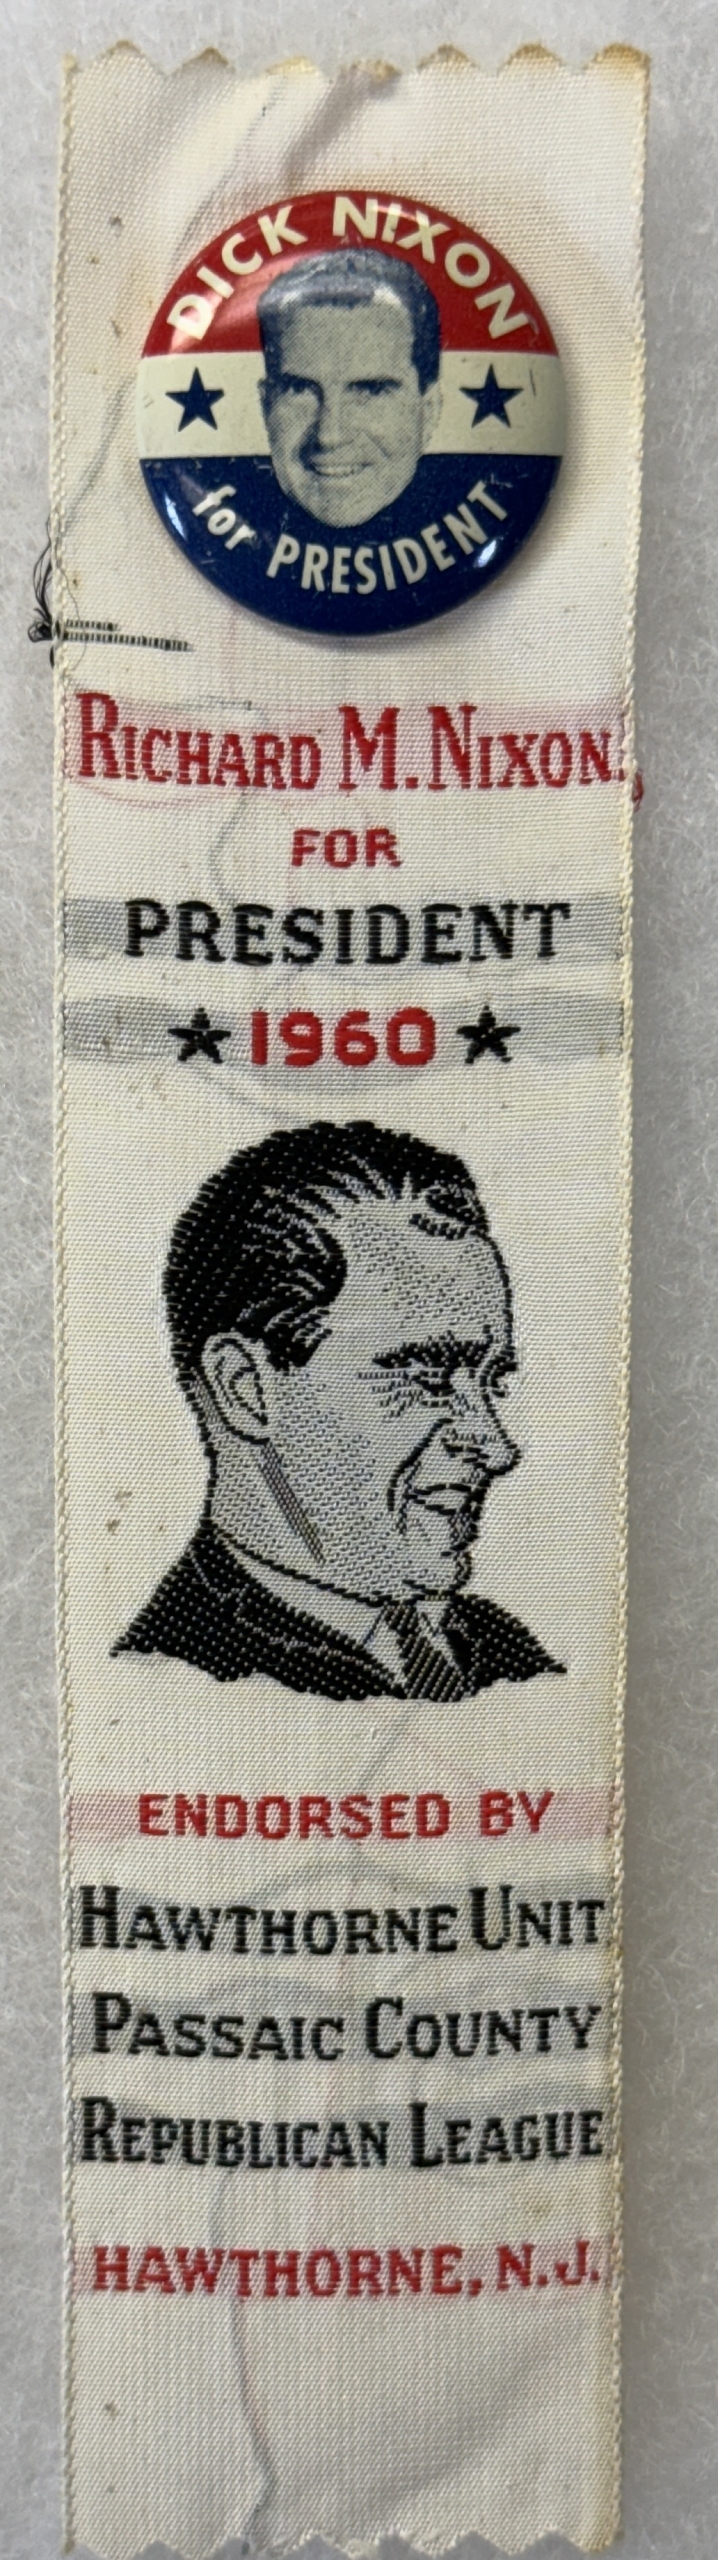 DICK NIXON
for PRESIDENT
RICHARD M. NIXON
FOR
PRESIDENT
1960
ENDORSED BY
HAWTHORNE UNIT
PASSAIC COUNTY
REPUBLICAN LEAGUE
HAWTHORNE, N.J.